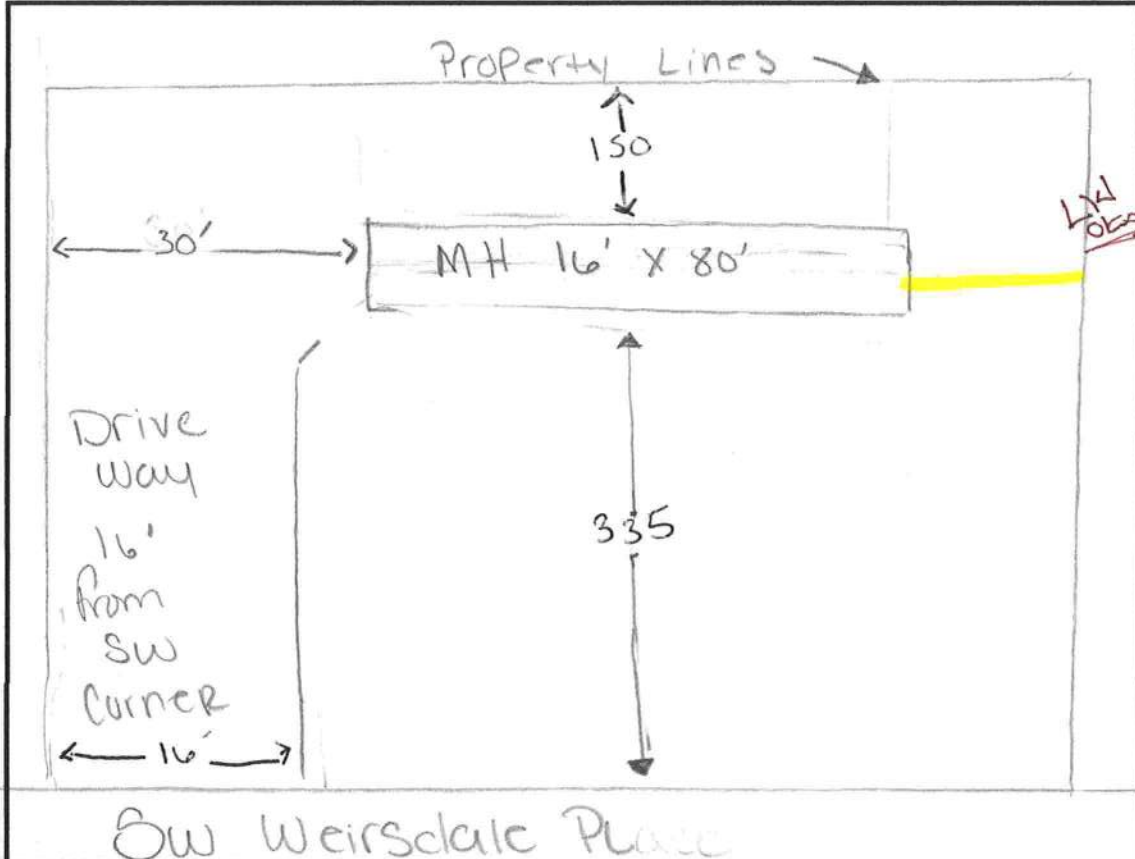 Property Lines
150
30'
MH 16' X 80'
Drive
way
16'
from
SW
Corner
335
16'
SW Weirsdale Place